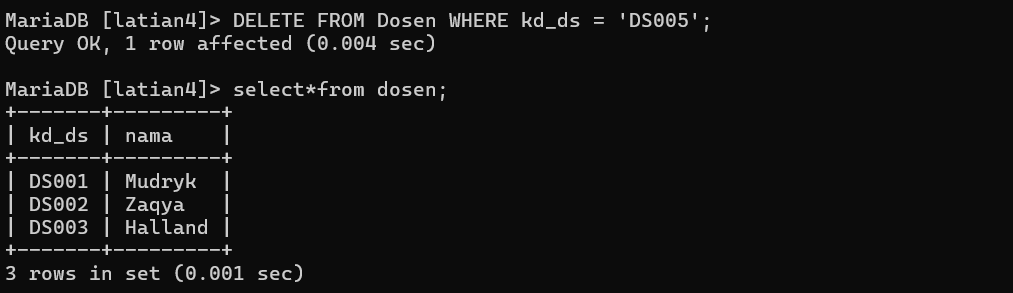 MariaDB [latian4]> DELETE FROM Dosen WHERE kd_ds = 'DS005';
Query OK, 1 row affected (0.004 sec)

MariaDB [latian4]> select*from dosen;
+-------+---------+
| kd_ds | nama    |
+-------+---------+
| DS001 | Mudryk  |
| DS002 | Zaqya   |
| DS003 | Halland |
+-------+---------+
3 rows in set (0.001 sec)